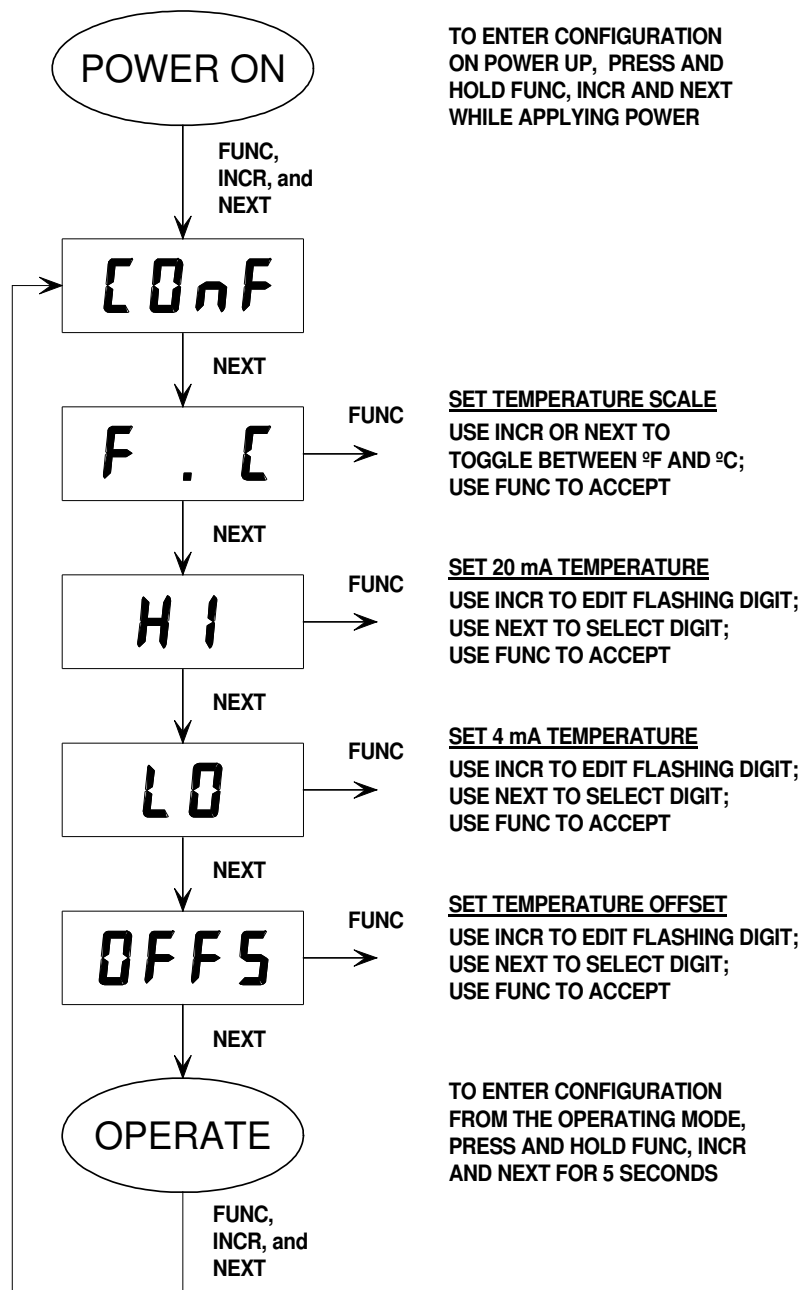 POWER ON
TO ENTER CONFIGURATION
ON POWER UP, PRESS AND
HOLD FUNC, INCR AND NEXT
WHILE APPLYING POWER
FUNC,
INCR, and
NEXT
COnF
NEXT
F . C
FUNC
SET TEMPERATURE SCALE
USE INCR OR NEXT TO
TOGGLE BETWEEN ºF AND ºC;
USE FUNC TO ACCEPT
NEXT
HI
FUNC
SET 20 mA TEMPERATURE
USE INCR TO EDIT FLASHING DIGIT;
USE NEXT TO SELECT DIGIT;
USE FUNC TO ACCEPT
NEXT
LO
FUNC
SET 4 mA TEMPERATURE
USE INCR TO EDIT FLASHING DIGIT;
USE NEXT TO SELECT DIGIT;
USE FUNC TO ACCEPT
NEXT
OFFS
FUNC
SET TEMPERATURE OFFSET
USE INCR TO EDIT FLASHING DIGIT;
USE NEXT TO SELECT DIGIT;
USE FUNC TO ACCEPT
NEXT
OPERATE
TO ENTER CONFIGURATION
FROM THE OPERATING MODE,
PRESS AND HOLD FUNC, INCR
AND NEXT FOR 5 SECONDS
FUNC,
INCR, and
NEXT